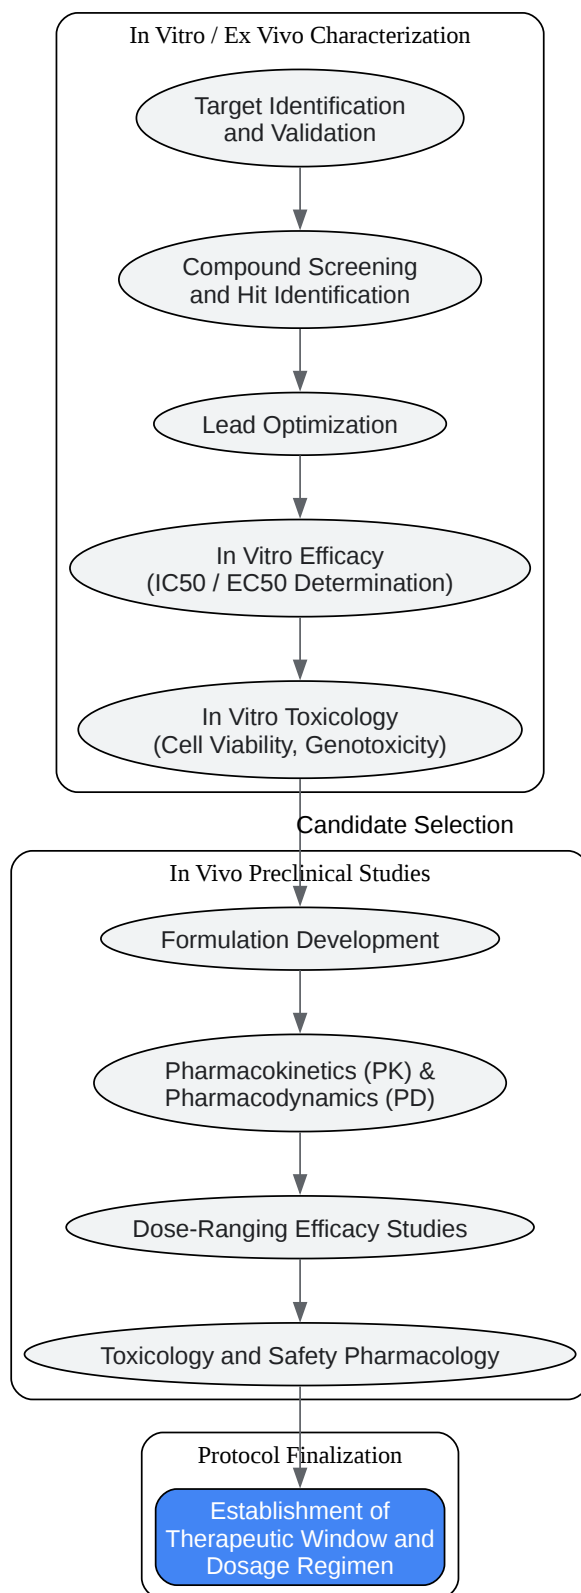 In Vitro / Ex Vivo Characterization
Target Identification
and Validation
Compound Screening
and Hit Identification
Lead Optimization
In Vitro Efficacy
(IC50 / EC50 Determination)
In Vitro Toxicology
(Cell Viability, Genotoxicity)
Candidate Selection
In Vivo Preclinical Studies
Formulation Development
Pharmacokinetics (PK) &
Pharmacodynamics (PD)
Dose-Ranging Efficacy Studies
Toxicology and Safety Pharmacology
Protocol Finalization
Establishment of
Therapeutic Window and
Dosage Regimen